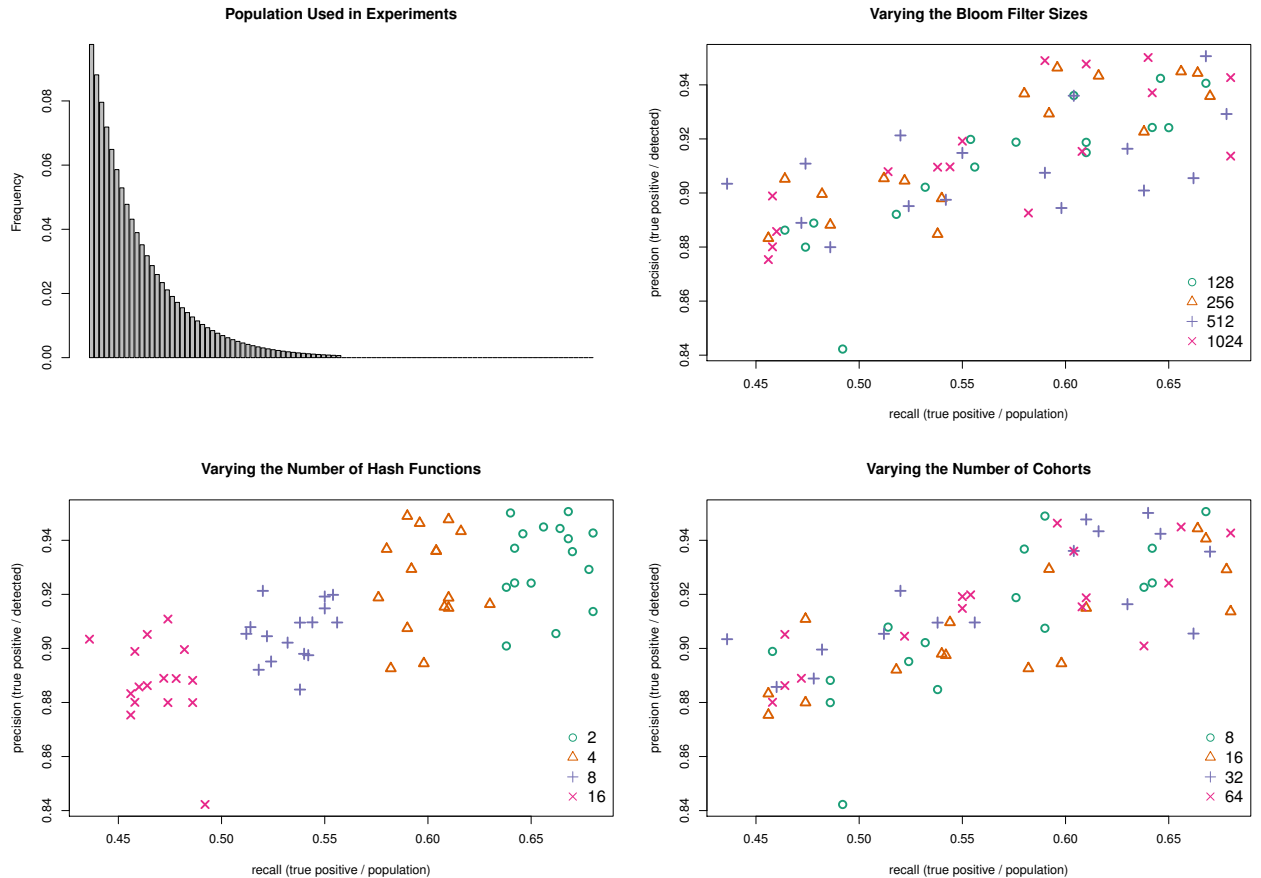 Population Used in Experiments
Frequency
0.00 0.02 0.04 0.06 0.08
Varying the Bloom Filter Sizes
precision (true positive / detected)
0.84 0.86 0.88 0.90 0.92 0.94
128
256
512
1024
0.45 0.50 0.55 0.60 0.65
recall (true positive / population)
Varying the Number of Hash Functions
precision (true positive / detected)
0.84 0.86 0.88 0.90 0.92 0.94
2
4
8
16
0.45 0.50 0.55 0.60 0.65
recall (true positive / population)
Varying the Number of Cohorts
precision (true positive / detected)
0.84 0.86 0.88 0.90 0.92 0.94
8
16
32
64
0.45 0.50 0.55 0.60 0.65
recall (true positive / population)